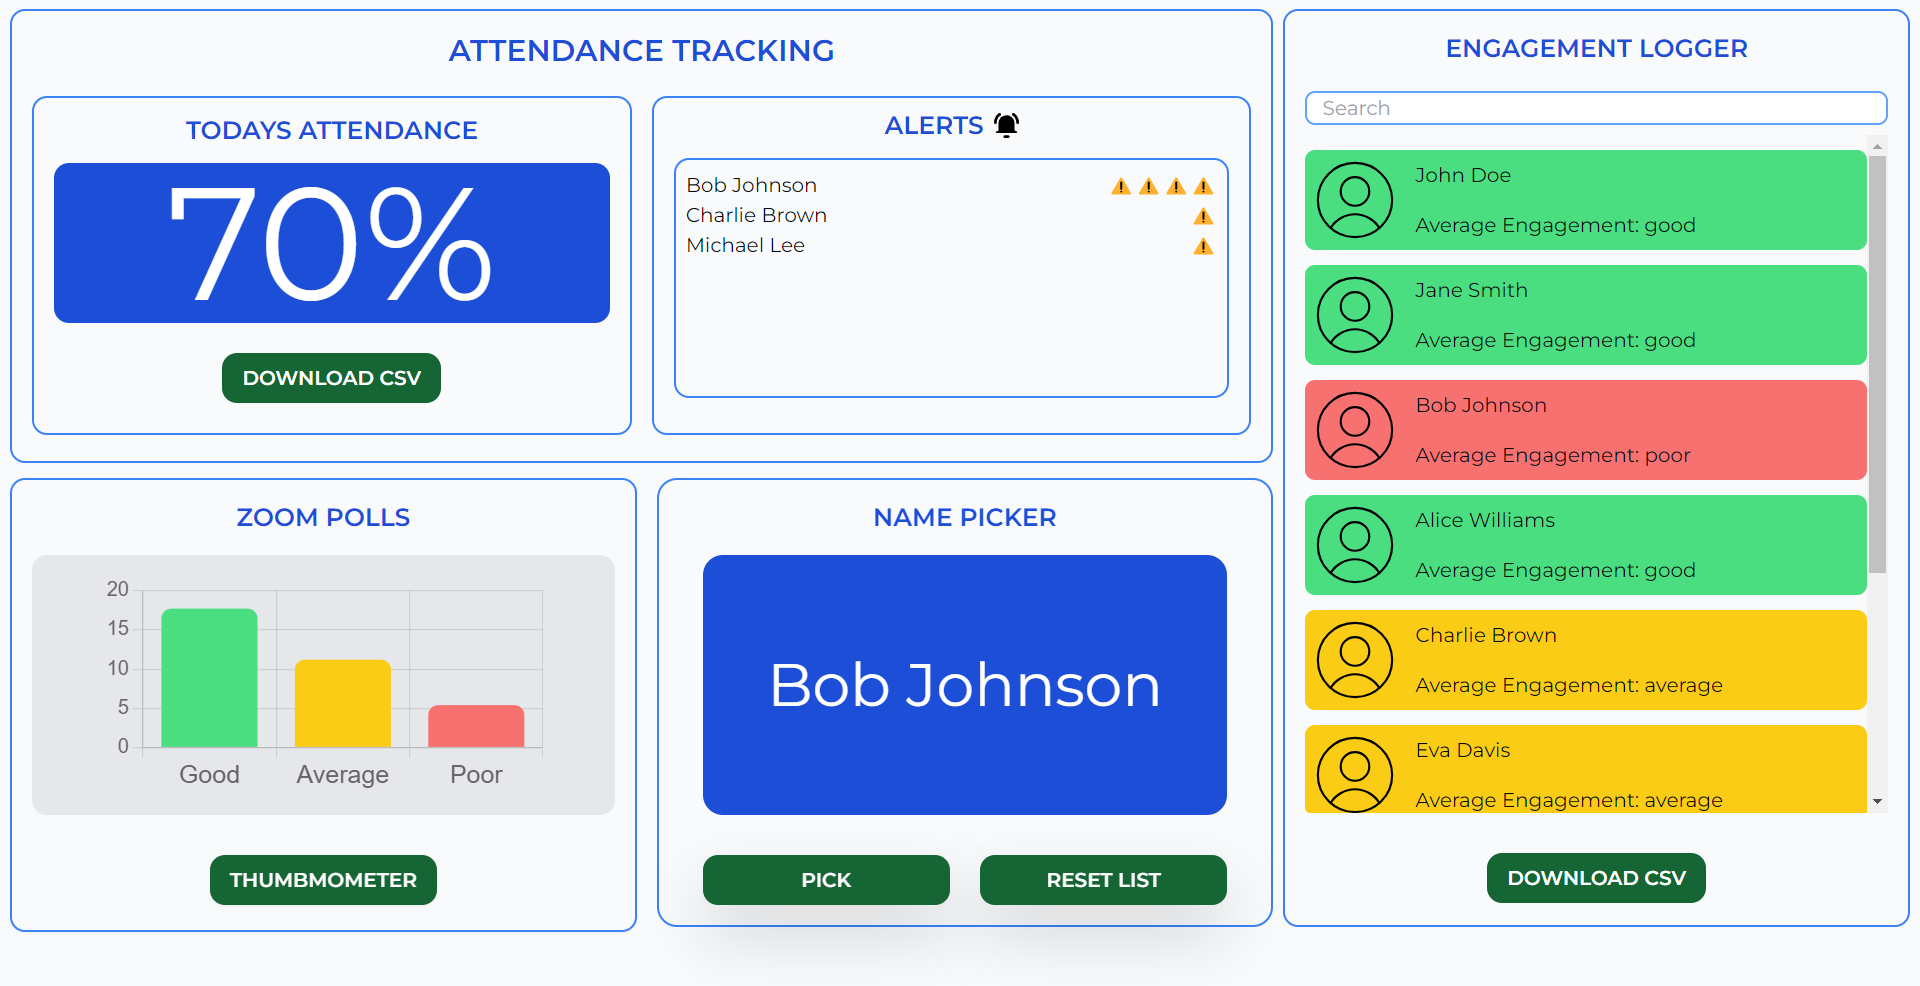 ATTENDANCE TRACKING
TODAYS ATTENDANCE
70%
DOWNLOAD CSV
ALERTS
Bob Johnson
Charlie Brown
Michael Lee
ZOOM POLLS
20
15
10
5
0
Good Average Poor
THUMBMOMETER
NAME PICKER
Bob Johnson
PICK RESET LIST
ENGAGEMENT LOGGER
Search
John Doe
Average Engagement: good
Jane Smith
Average Engagement: good
Bob Johnson
Average Engagement: poor
Alice Williams
Average Engagement: good
Charlie Brown
Average Engagement: average
Eva Davis
Average Engagement: average
DOWNLOAD CSV